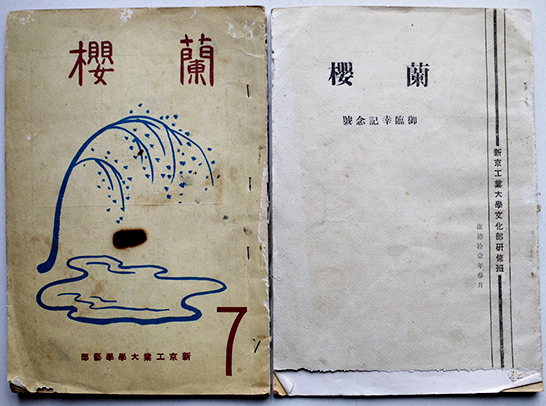 蘭櫻
7
新京工業大學學藝部
蘭櫻
御臨幸記念號
新京工業大學文化部研修班
康德拾壹年參月